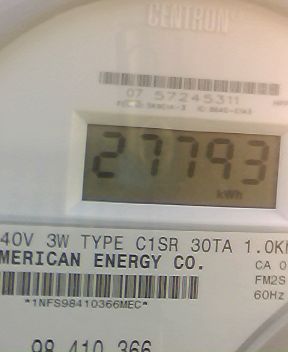 CENTRON
07 57245311
27793
kWh
40V 3W TYPE C1SR 30TA 1.0K
MERICAN ENERGY CO. CA 0
FM2S
*1NFS98410366MEC* 60Hz
98 410 366